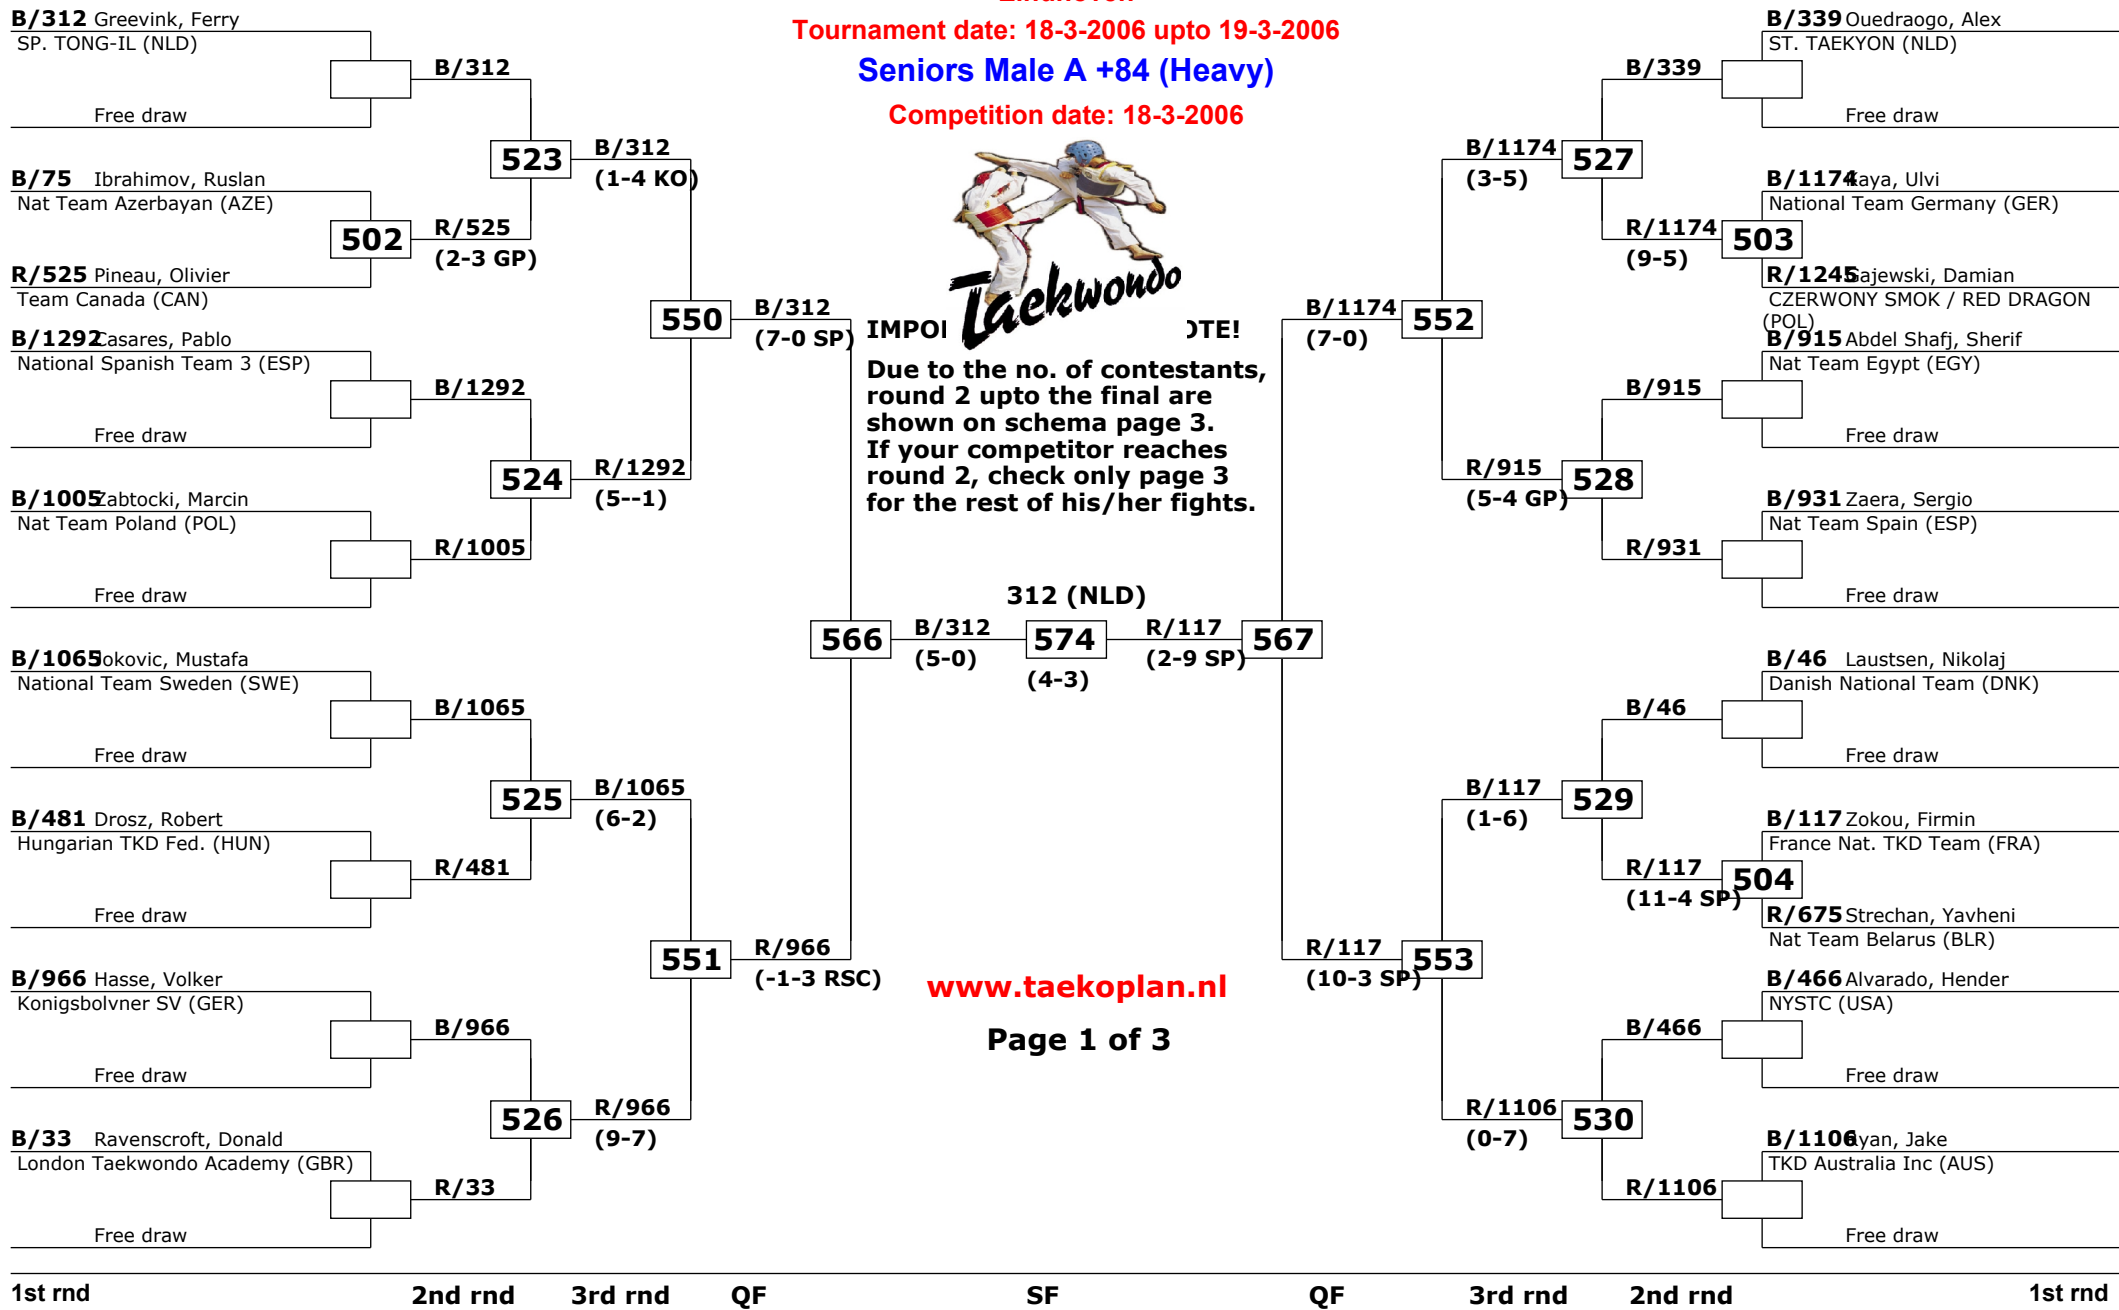 Tournament date: 18-3-2006 upto 19-3-2006
Seniors Male A +84 (Heavy)
Competition date: 18-3-2006
Taekwondo
B/312 Greevink, Ferry
SP. TONG-IL (NLD)
Free draw
B/75 Ibrahimov, Ruslan
Nat Team Azerbayan (AZE)
R/525 Pineau, Olivier
Team Canada (CAN)
B/1292 Casares, Pablo
National Spanish Team 3 (ESP)
Free draw
B/1005 Zabtocki, Marcin
Nat Team Poland (POL)
Free draw
B/1065 Jokovic, Mustafa
National Team Sweden (SWE)
Free draw
B/481 Drosz, Robert
Hungarian TKD Fed. (HUN)
Free draw
B/966 Hasse, Volker
Konigsbolvner SV (GER)
Free draw
B/33 Ravenscroft, Donald
London Taekwondo Academy (GBR)
Free draw
B/312
502
R/525
(2-3 GP)
B/1292
R/1005
B/1065
R/481
B/966
R/33
523
B/312
(1-4 KO)
524
R/1292
(5--1)
525
B/1065
(6-2)
526
R/966
(9-7)
550
B/312
(7-0 SP)
551
R/966
(-1-3 RSC)
IMPO
OTE!
Due to the no. of contestants,
round 2 upto the final are
shown on schema page 3.
If your competitor reaches
round 2, check only page 3
for the rest of his/her fights.
312 (NLD)
566
B/312
(5-0)
574
(4-3)
R/117
(2-9 SP)
567
www.taekoplan.nl
Page 1 of 3
B/1174
(7-0)
552
R/117
(10-3 SP)
553
B/1174
(3-5)
527
R/915
(5-4 GP)
528
B/117
(1-6)
529
R/1106
(0-7)
530
B/339
R/1174
(9-5)
503
B/915
R/931
B/46
R/117
(11-4 SP)
504
B/466
R/1106
B/339 Ouedraogo, Alex
ST. TAEKYON (NLD)
Free draw
B/1174 Kaya, Ulvi
National Team Germany (GER)
R/1245 Gajewski, Damian
CZERWONY SMOK / RED DRAGON
(POL)
B/915 Abdel Shafj, Sherif
Nat Team Egypt (EGY)
Free draw
B/931 Zaera, Sergio
Nat Team Spain (ESP)
Free draw
B/46 Laustsen, Nikolaj
Danish National Team (DNK)
Free draw
B/117 Zokou, Firmin
France Nat. TKD Team (FRA)
R/675 Strechan, Yavheni
Nat Team Belarus (BLR)
B/466 Alvarado, Hender
NYSTC (USA)
Free draw
B/1106 Ryan, Jake
TKD Australia Inc (AUS)
Free draw
1st rnd 2nd rnd 3rd rnd QF SF QF 3rd rnd 2nd rnd 1st rnd